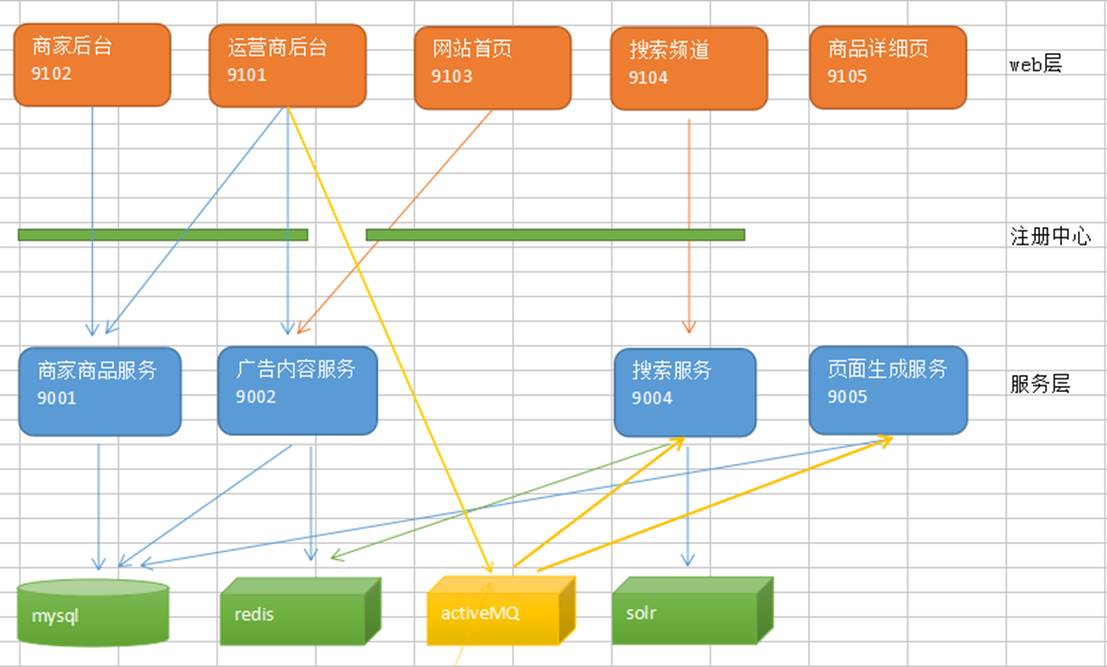 商家后台
9102
运营商后台
9101
网站首页
9103
搜索频道
9104
商品详细页
9105
web层
注册中心
商家商品服务
9001
广告内容服务
9002
搜索服务
9004
页面生成服务
9005
服务层
mysql
redis
activeMQ
solr